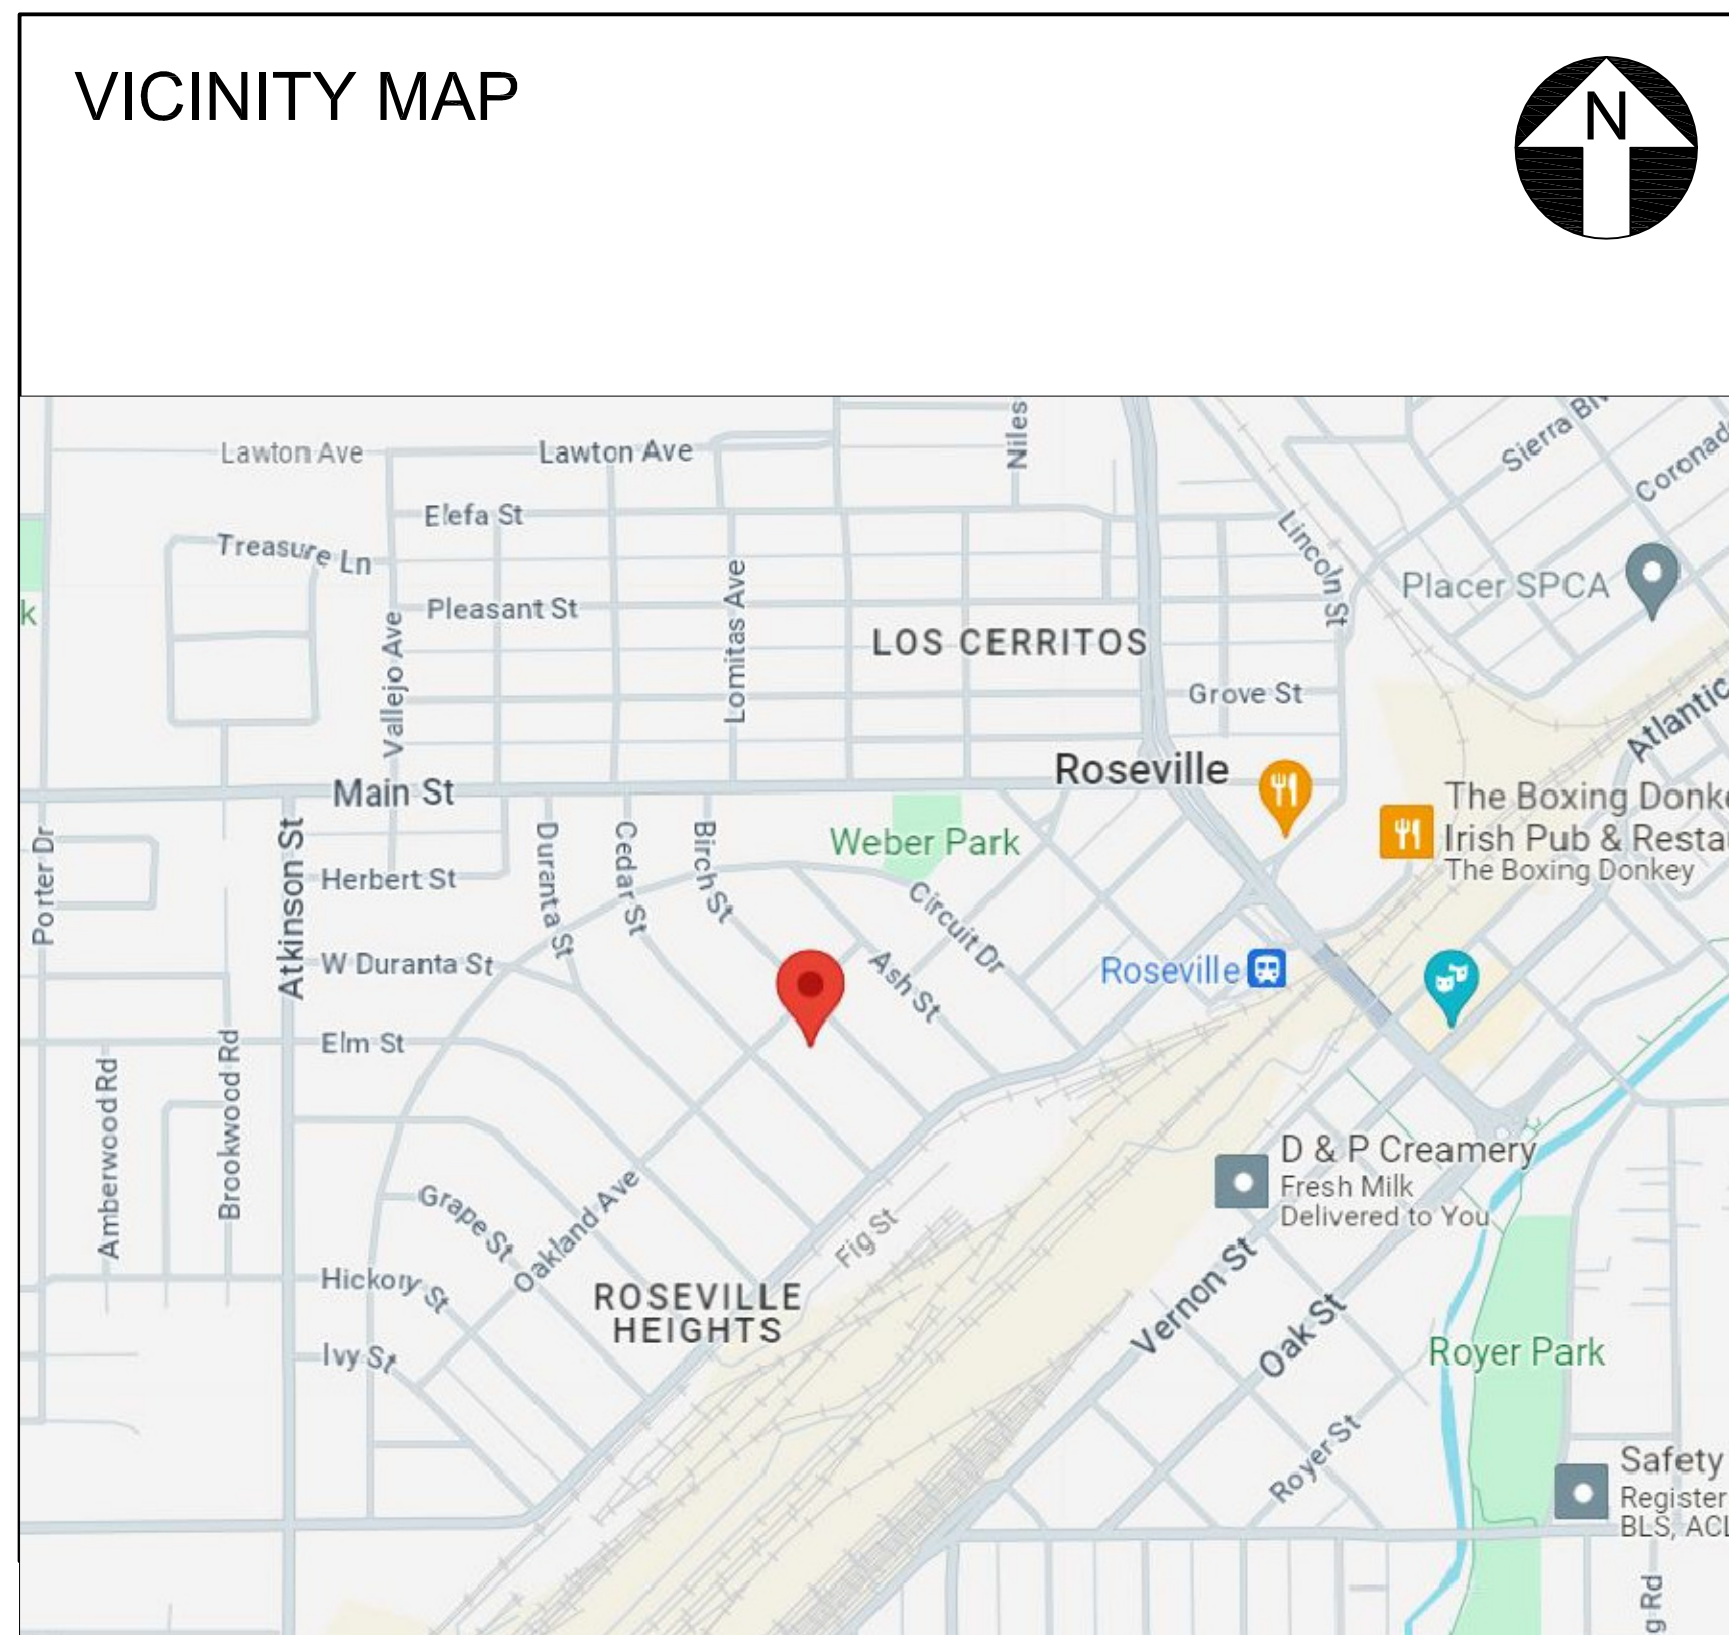 VICINITY MAP
N
Lawton Ave
Lawton Ave
Niles
Sierra
Elefa St
Treasure Ln
Lincoln St
Placer SPCA
Pleasant St
Vallejo Ave
Lomitas Ave
LOS CERRITOS
Grove St
Atlantic
Roseville
Main St
The Boxing
Irish Pub &
The Boxing Donkey
Weber Park
Porter Dr
Atkinson St
Herbert St
Duranta St
Cedar St
Birch St
Circuit Dr
W Duranta St
Ash St
Roseville
Elm St
Amberwood Rd
Brookwood Rd
D & P Creamery
Fresh Milk
Delivered to You
Grape St
Oakland Ave
Fig St
Vernon St
Oak St
Hickory St
ROSEVILLE
HEIGHTS
Ivy St
Royer Park
Royer St
Safety
Register
BLS,
Rd